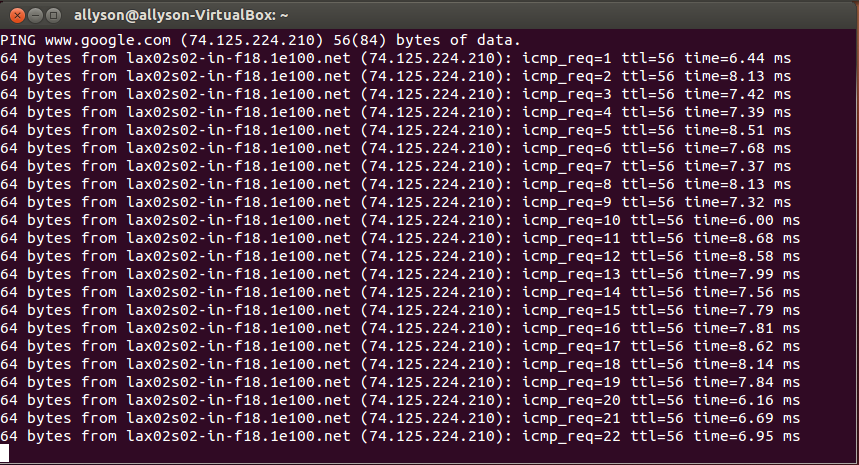 allyson@allyson-VirtualBox: ~
PING www.google.com (74.125.224.210) 56(84) bytes of data.
64 bytes from lax02s02-in-f18.1e100.net (74.125.224.210): icmp_req=1 ttl=56 time=6.44 ms
64 bytes from lax02s02-in-f18.1e100.net (74.125.224.210): icmp_req=2 ttl=56 time=8.13 ms
64 bytes from lax02s02-in-f18.1e100.net (74.125.224.210): icmp_req=3 ttl=56 time=7.42 ms
64 bytes from lax02s02-in-f18.1e100.net (74.125.224.210): icmp_req=4 ttl=56 time=7.39 ms
64 bytes from lax02s02-in-f18.1e100.net (74.125.224.210): icmp_req=5 ttl=56 time=8.51 ms
64 bytes from lax02s02-in-f18.1e100.net (74.125.224.210): icmp_req=6 ttl=56 time=7.68 ms
64 bytes from lax02s02-in-f18.1e100.net (74.125.224.210): icmp_req=7 ttl=56 time=7.37 ms
64 bytes from lax02s02-in-f18.1e100.net (74.125.224.210): icmp_req=8 ttl=56 time=8.13 ms
64 bytes from lax02s02-in-f18.1e100.net (74.125.224.210): icmp_req=9 ttl=56 time=7.32 ms
64 bytes from lax02s02-in-f18.1e100.net (74.125.224.210): icmp_req=10 ttl=56 time=6.00 ms
64 bytes from lax02s02-in-f18.1e100.net (74.125.224.210): icmp_req=11 ttl=56 time=8.68 ms
64 bytes from lax02s02-in-f18.1e100.net (74.125.224.210): icmp_req=12 ttl=56 time=8.58 ms
64 bytes from lax02s02-in-f18.1e100.net (74.125.224.210): icmp_req=13 ttl=56 time=7.99 ms
64 bytes from lax02s02-in-f18.1e100.net (74.125.224.210): icmp_req=14 ttl=56 time=7.56 ms
64 bytes from lax02s02-in-f18.1e100.net (74.125.224.210): icmp_req=15 ttl=56 time=7.79 ms
64 bytes from lax02s02-in-f18.1e100.net (74.125.224.210): icmp_req=16 ttl=56 time=7.81 ms
64 bytes from lax02s02-in-f18.1e100.net (74.125.224.210): icmp_req=17 ttl=56 time=8.62 ms
64 bytes from lax02s02-in-f18.1e100.net (74.125.224.210): icmp_req=18 ttl=56 time=8.14 ms
64 bytes from lax02s02-in-f18.1e100.net (74.125.224.210): icmp_req=19 ttl=56 time=7.84 ms
64 bytes from lax02s02-in-f18.1e100.net (74.125.224.210): icmp_req=20 ttl=56 time=6.16 ms
64 bytes from lax02s02-in-f18.1e100.net (74.125.224.210): icmp_req=21 ttl=56 time=6.69 ms
64 bytes from lax02s02-in-f18.1e100.net (74.125.224.210): icmp_req=22 ttl=56 time=6.95 ms